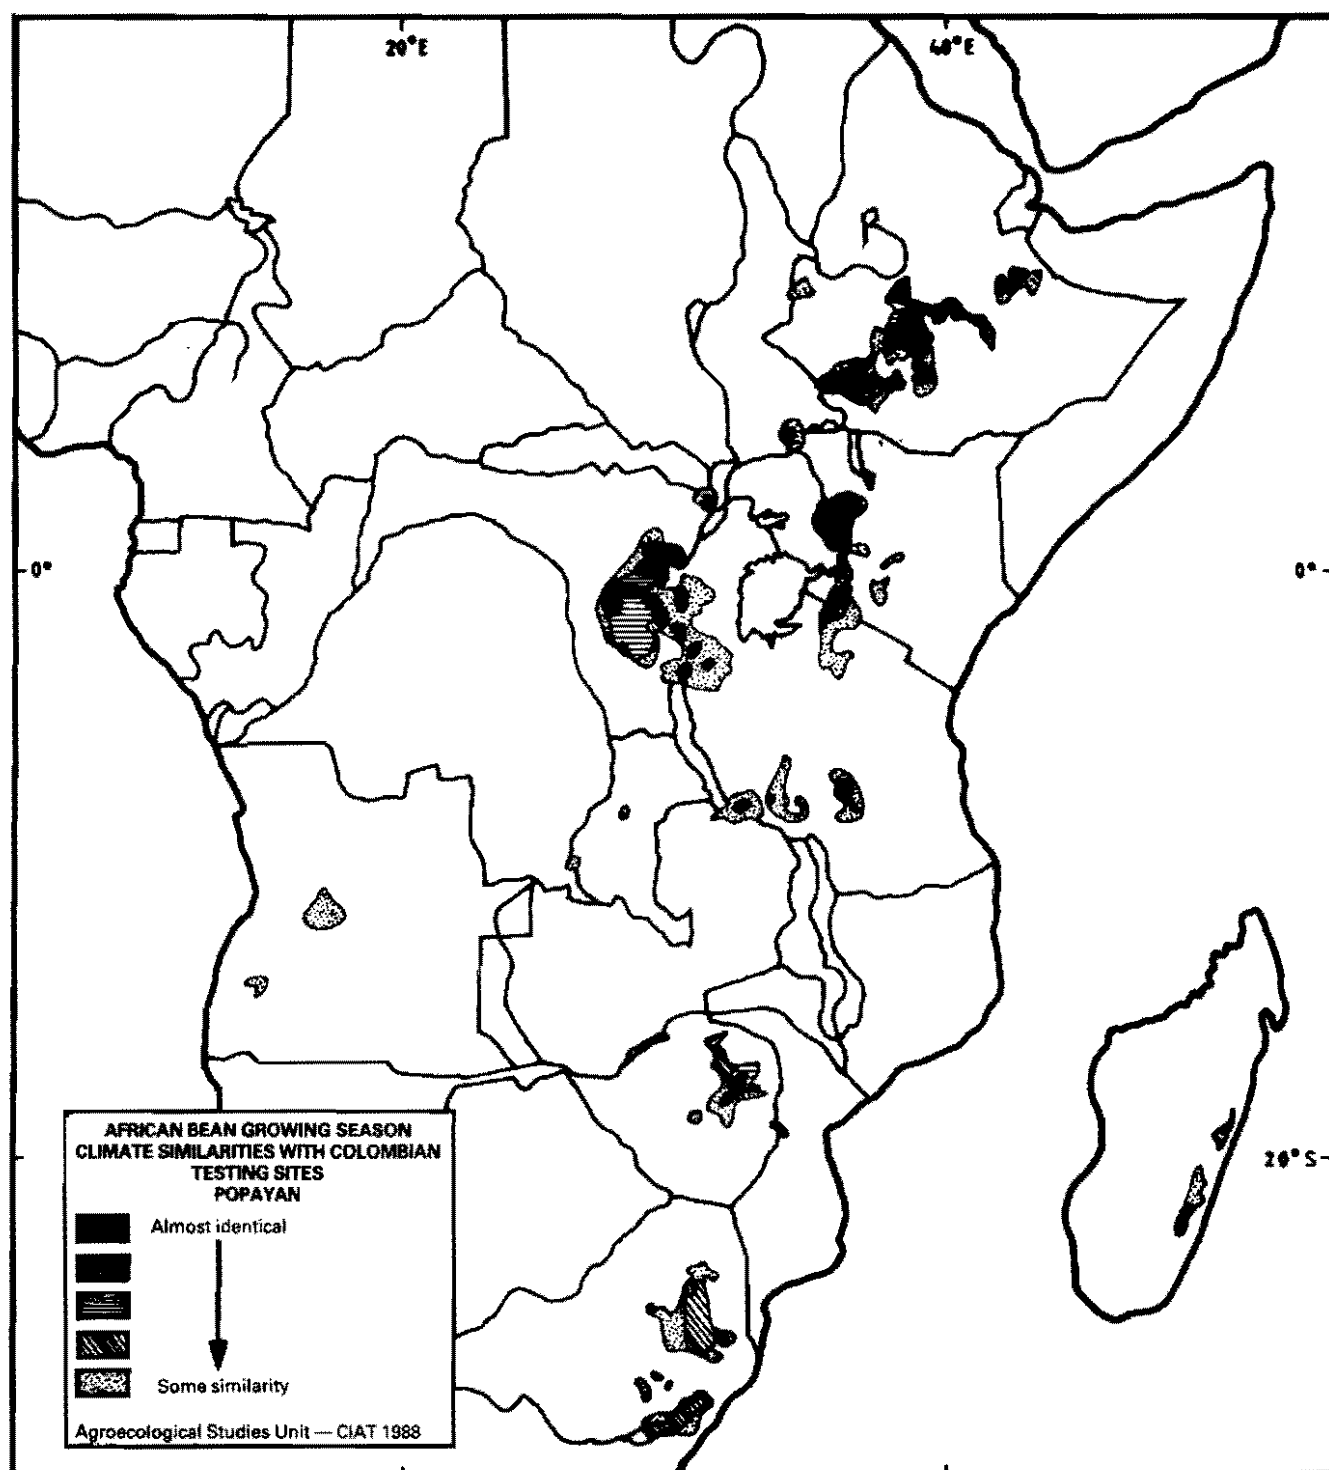 20°E
40°E
0°
0°
20°S
AFRICAN BEAN GROWING SEASON
CLIMATE SIMILARITIES WITH COLOMBIAN
TESTING SITES
POPAYAN
Almost identical
Some similarity
Agroecological Studies Unit — CIAT 1988